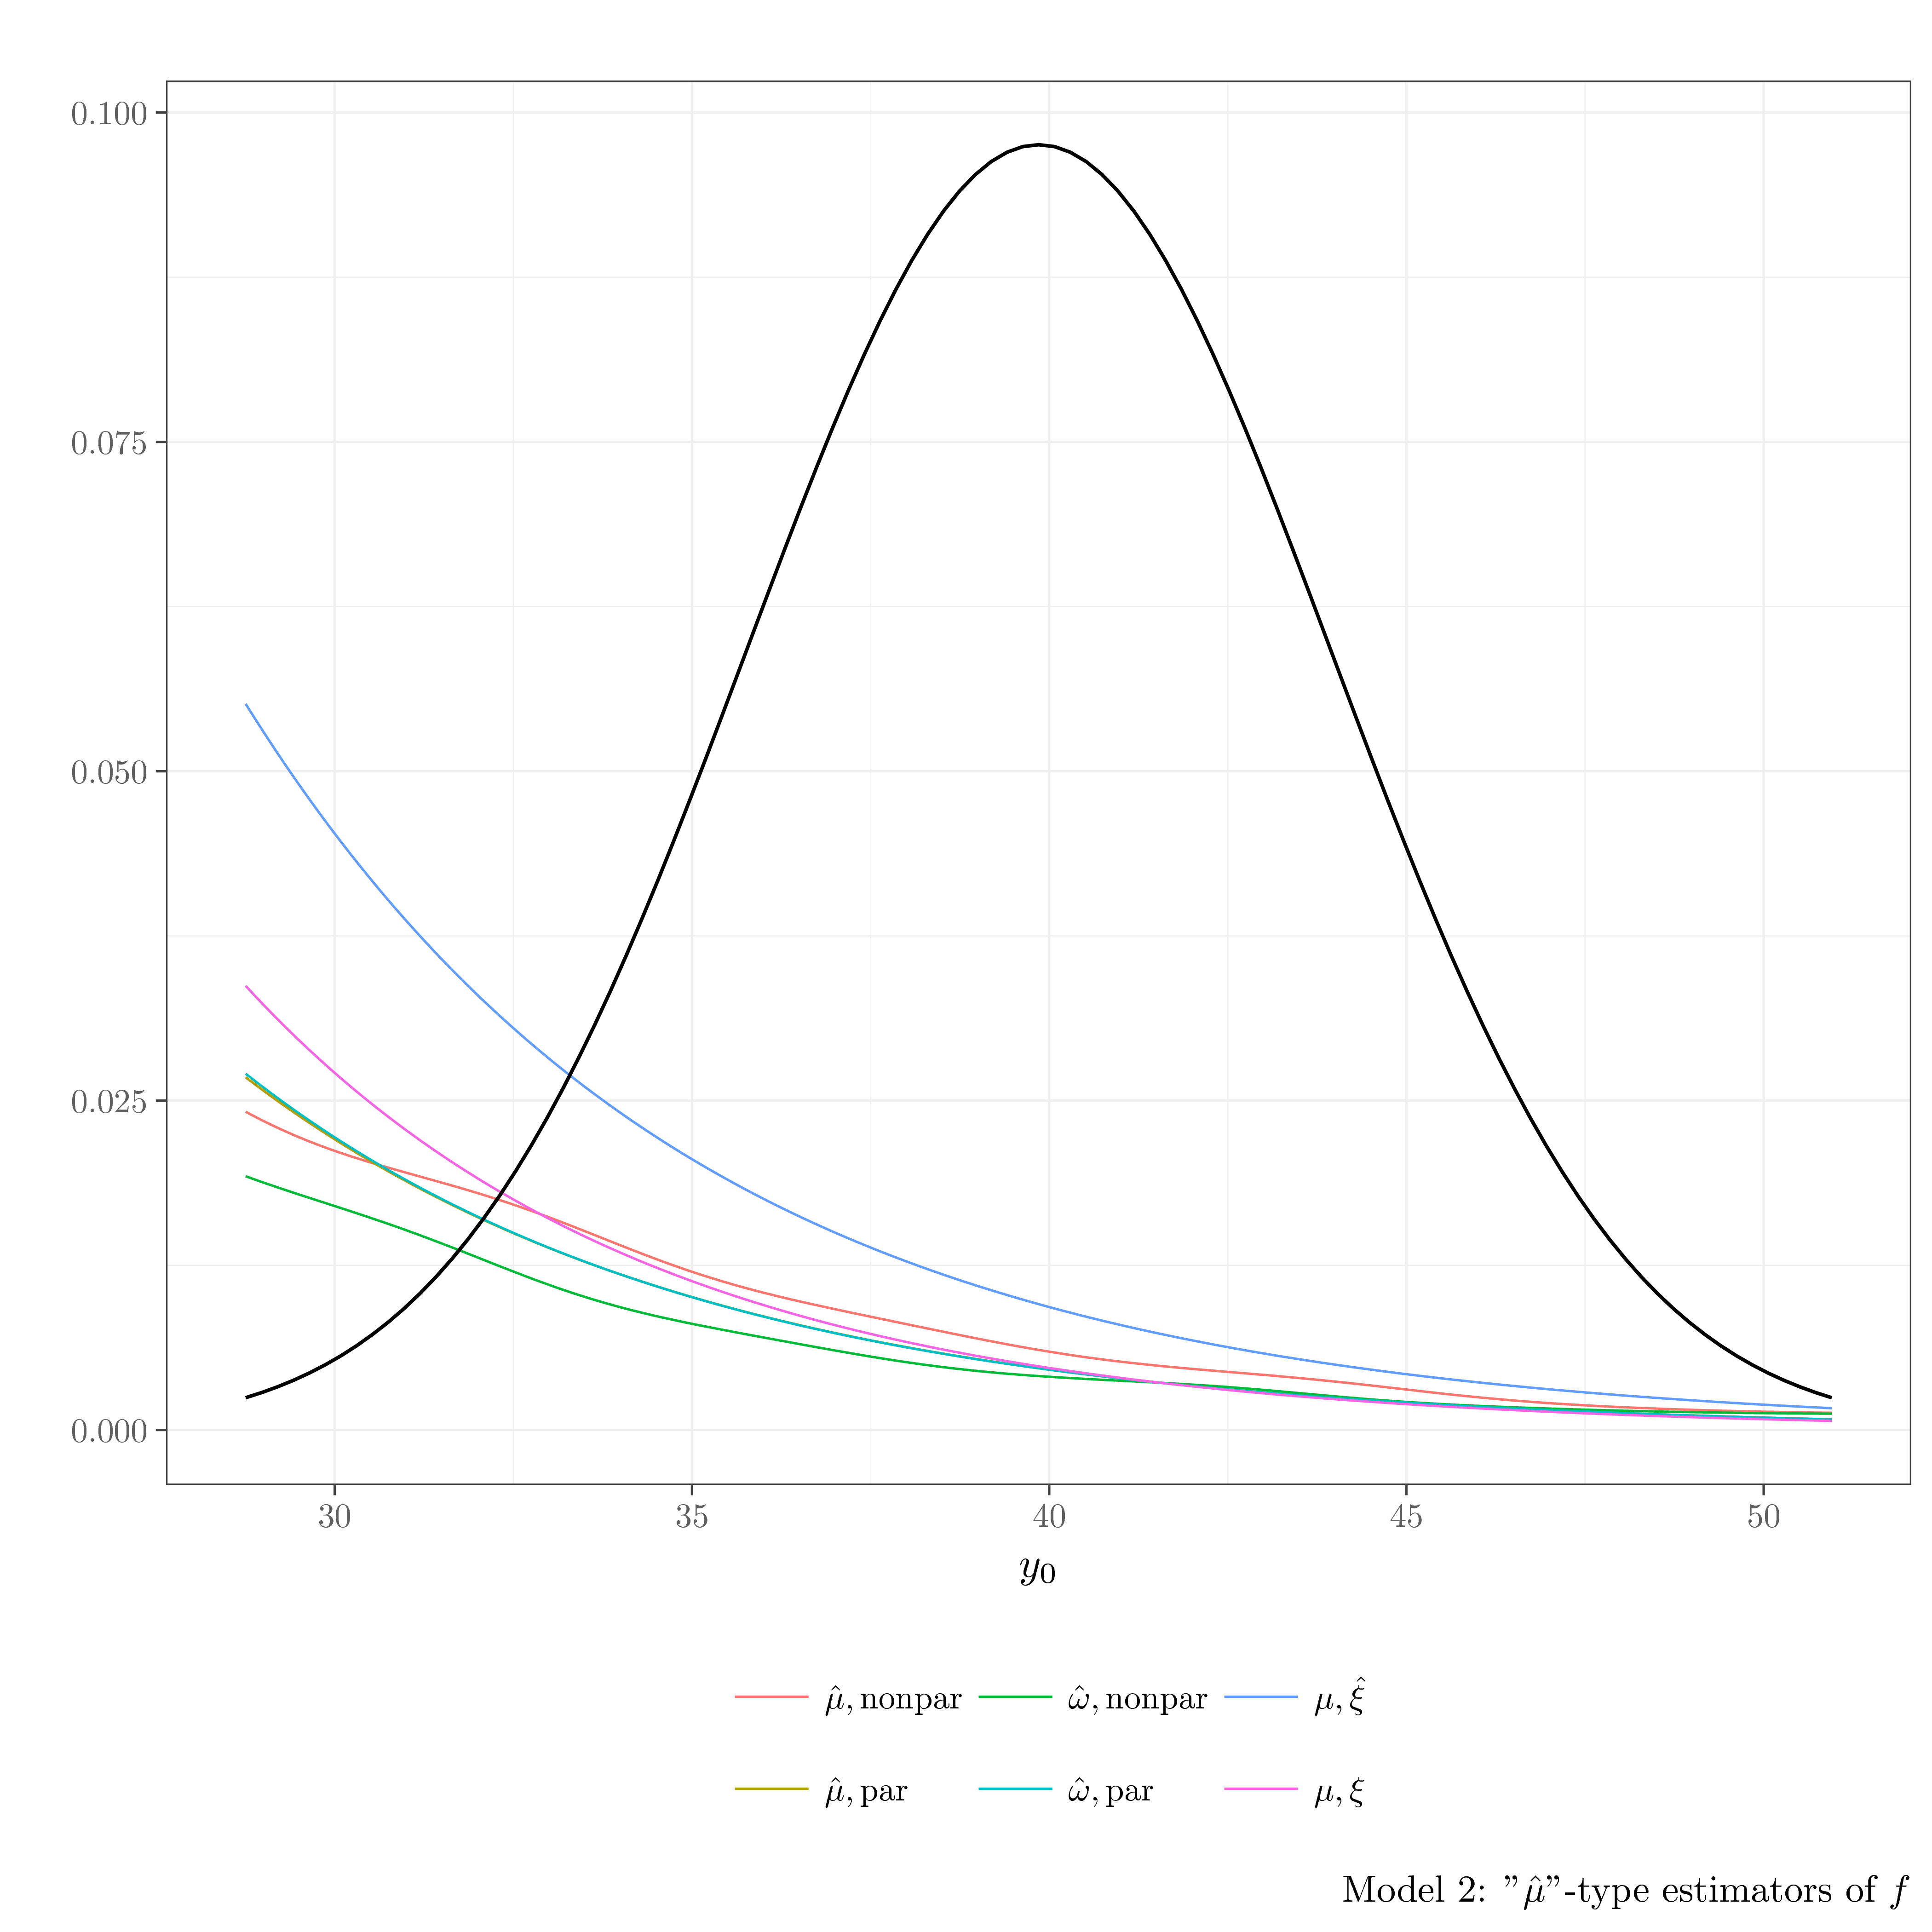 0.100
0.075
0.050
0.025
0.000
30 35 40 45 50
y₀
μ̂, nonpar ω̂, nonpar μ, ξ̂
μ̂, par ω̂, par μ, ξ
Model 2: ”μ̂”-type estimators of f